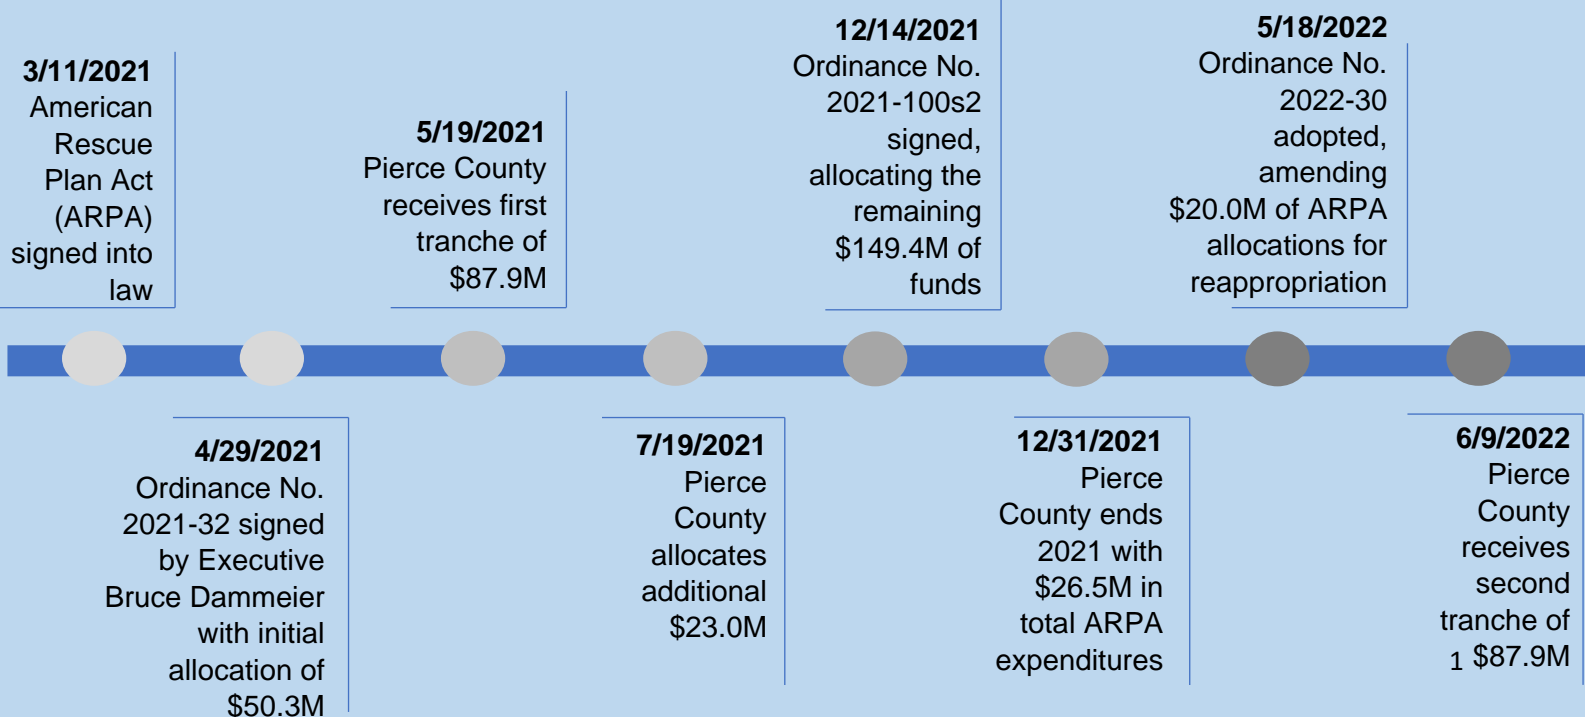 3/11/2021
American
Rescue
Plan Act
(ARPA)
signed into
law
4/29/2021
Ordinance No.
2021-32 signed
by Executive
Bruce Dammeier
with initial
allocation of
$50.3M
5/19/2021
Pierce County
receives first
tranche of
$87.9M
7/19/2021
Pierce
County
allocates
additional
$23.0M
12/14/2021
Ordinance No.
2021-100s2
signed,
allocating the
remaining
$149.4M of
funds
12/31/2021
Pierce
County ends
2021 with
$26.5M in
total ARPA
expenditures
5/18/2022
Ordinance No.
2022-30
adopted,
amending
$20.0M of ARPA
allocations for
reappropriation
6/9/2022
Pierce
County
receives
second
tranche of
$87.9M
1